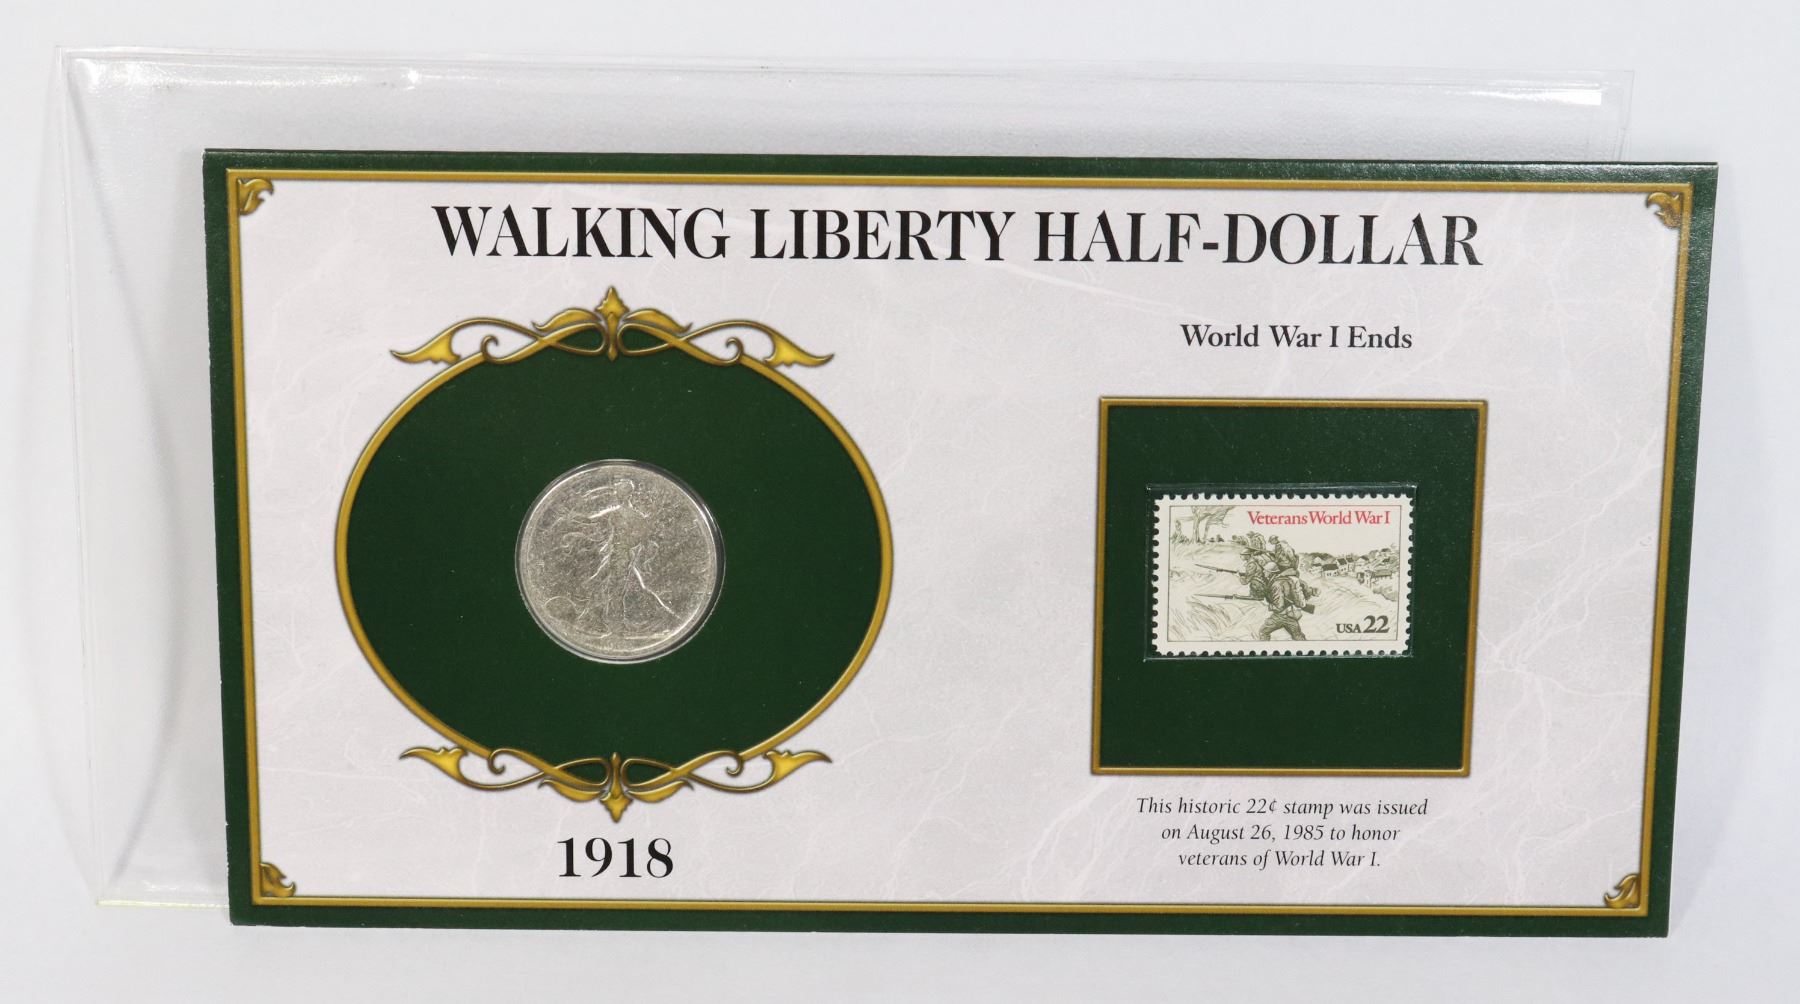 WALKING LIBERTY HALF-DOLLAR
1918
World War I Ends
Veterans World War I
USA 22
This historic 22¢ stamp was issued
on August 26, 1985 to honor
veterans of World War I.